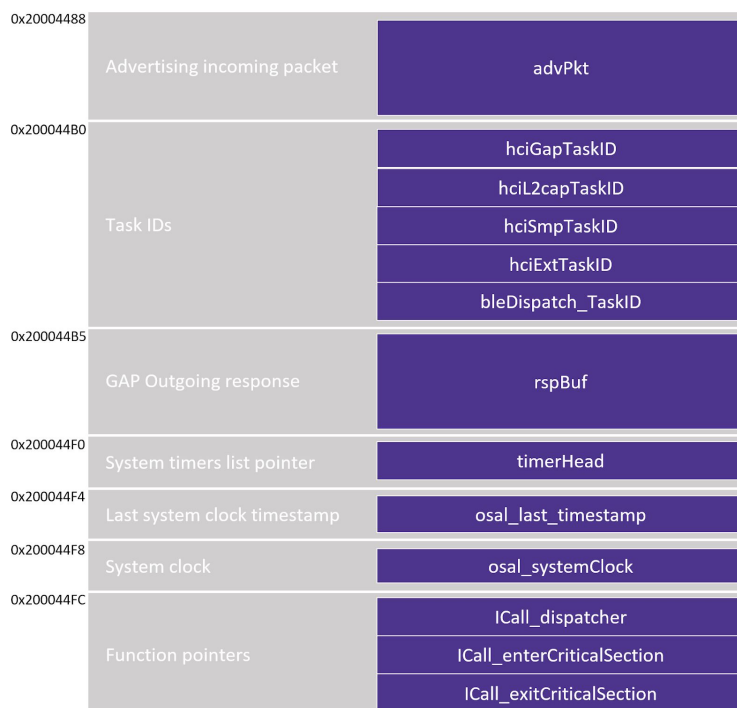 0x20004488
Advertising incoming packet
advPkt
0x200044B0
Task IDs
hciGapTaskID
hciL2capTaskID
hciSmpTaskID
hciExtTaskID
bleDispatch_TaskID
0x200044B5
GAP Outgoing response
rspBuf
0x200044F0
System timers list pointer
timerHead
0x200044F4
Last system clock timestamp
osal_last_timestamp
0x200044F8
System clock
osal_systemClock
0x200044FC
Function pointers
ICall_dispatcher
ICall_enterCriticalSection
ICall_exitCriticalSection